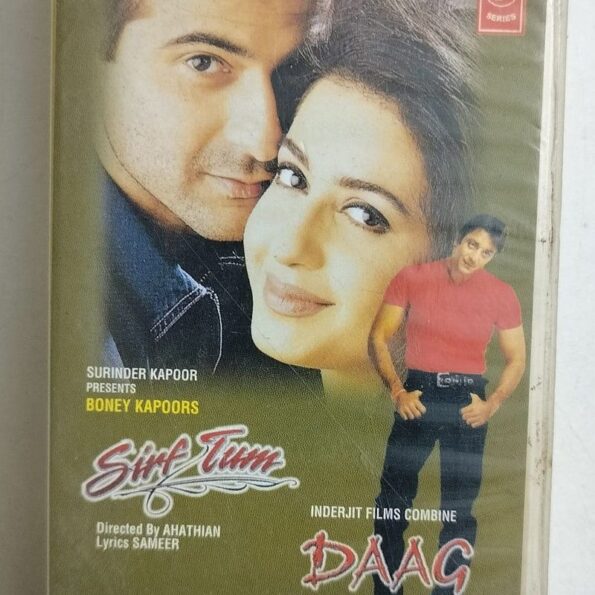 SERIES
SURINDER KAPOOR
PRESENTS
BONEY KAPOORS
Sirf Tum
Directed By AHATHIAN
Lyrics SAMEER
INDERJIT FILMS COMBINE
DAAG